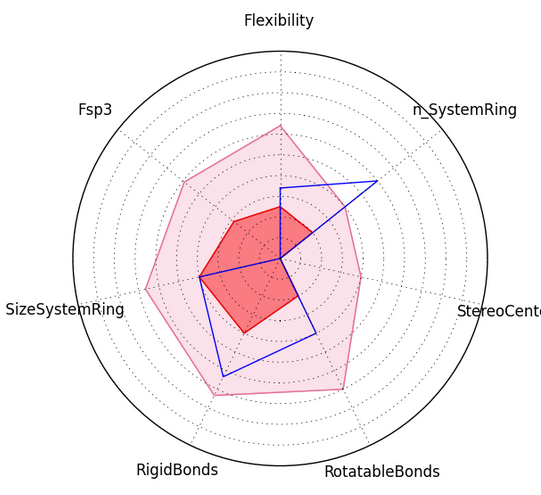 Flexibility
Fsp3
n_SystemRing
SizeSystemRing
StereoCente
RigidBonds
RotatableBonds